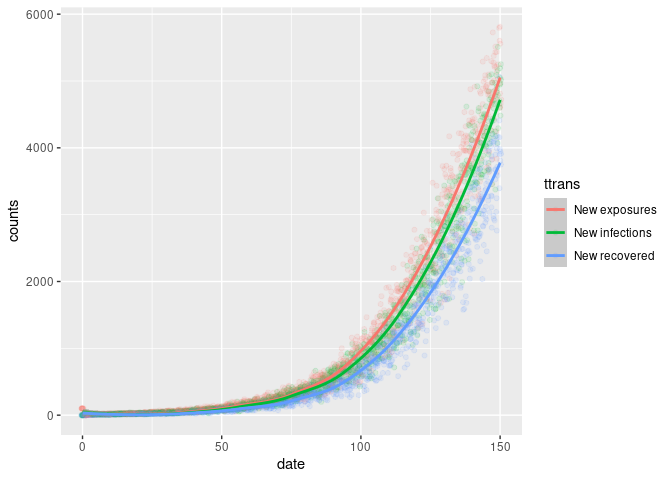 6000
4000
2000
0
counts
0 50 100 150
date
ttrans
New exposures
New infections
New recovered